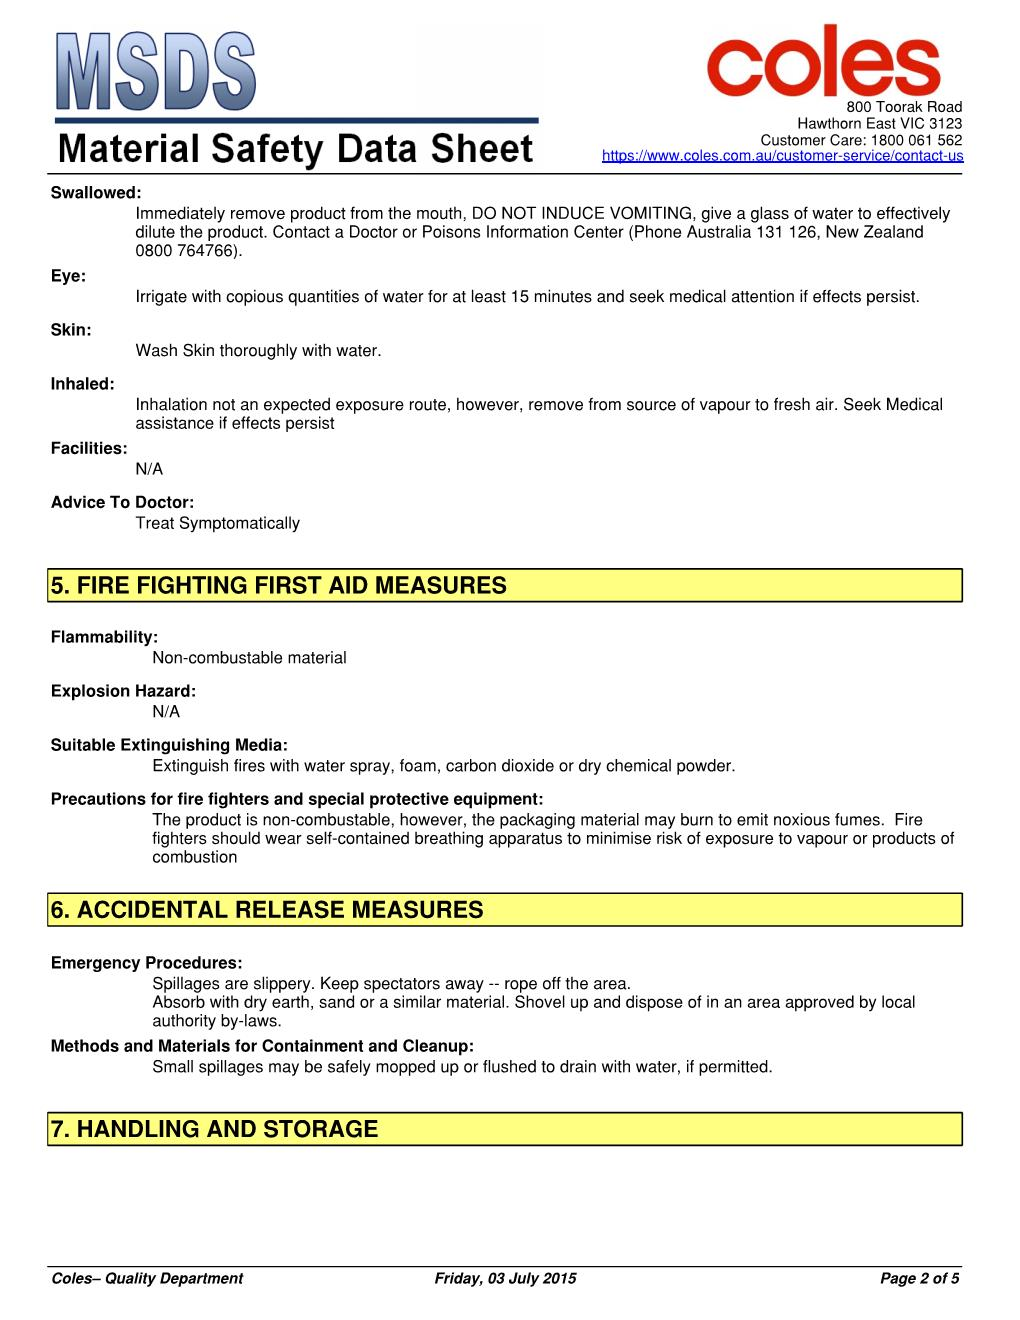 MSDS
Material Safety Data Sheet
coles
800 Toorak Road
Hawthorn East VIC 3123
Customer Care: 1800 061 562
https://www.coles.com.au/customer-service/contact-us
Swallowed:
Immediately remove product from the mouth, DO NOT INDUCE VOMITING, give a glass of water to effectively
dilute the product. Contact a Doctor or Poisons Information Center (Phone Australia 131 126, New Zealand
0800 764766).
Eye:
Irrigate with copious quantities of water for at least 15 minutes and seek medical attention if effects persist.
Skin:
Wash Skin thoroughly with water.
Inhaled:
Inhalation not an expected exposure route, however, remove from source of vapour to fresh air. Seek Medical
assistance if effects persist
Facilities:
N/A
Advice To Doctor:
Treat Symptomatically
5. FIRE FIGHTING FIRST AID MEASURES
Flammability:
Non-combustable material
Explosion Hazard:
N/A
Suitable Extinguishing Media:
Extinguish fires with water spray, foam, carbon dioxide or dry chemical powder.
Precautions for fire fighters and special protective equipment:
The product is non-combustable, however, the packaging material may burn to emit noxious fumes.  Fire
fighters should wear self-contained breathing apparatus to minimise risk of exposure to vapour or products of
combustion
6. ACCIDENTAL RELEASE MEASURES
Emergency Procedures:
Spillages are slippery. Keep spectators away -- rope off the area.
Absorb with dry earth, sand or a similar material. Shovel up and dispose of in an area approved by local
authority by-laws.
Methods and Materials for Containment and Cleanup:
Small spillages may be safely mopped up or flushed to drain with water, if permitted.
7. HANDLING AND STORAGE
Coles– Quality Department Friday, 03 July 2015 Page 2 of 5